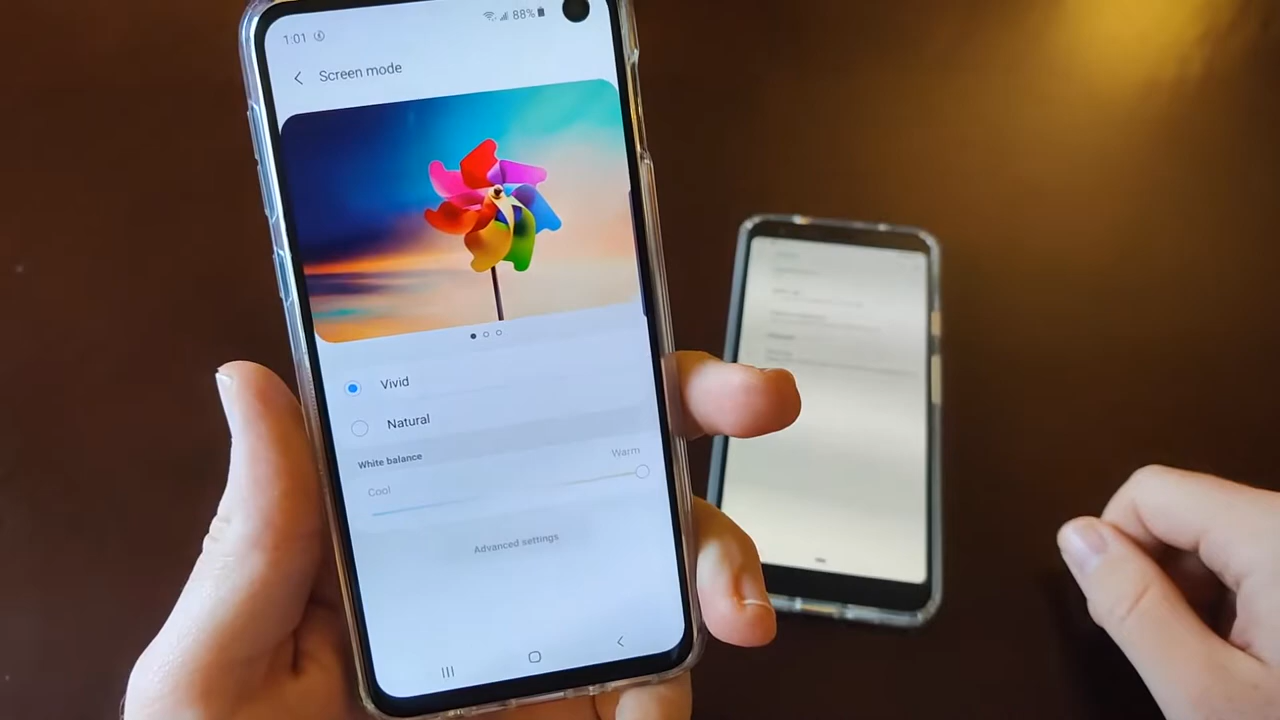 1:01 88%
Screen mode
Vivid
Natural
White balance
Warm
Cool
Advanced settings